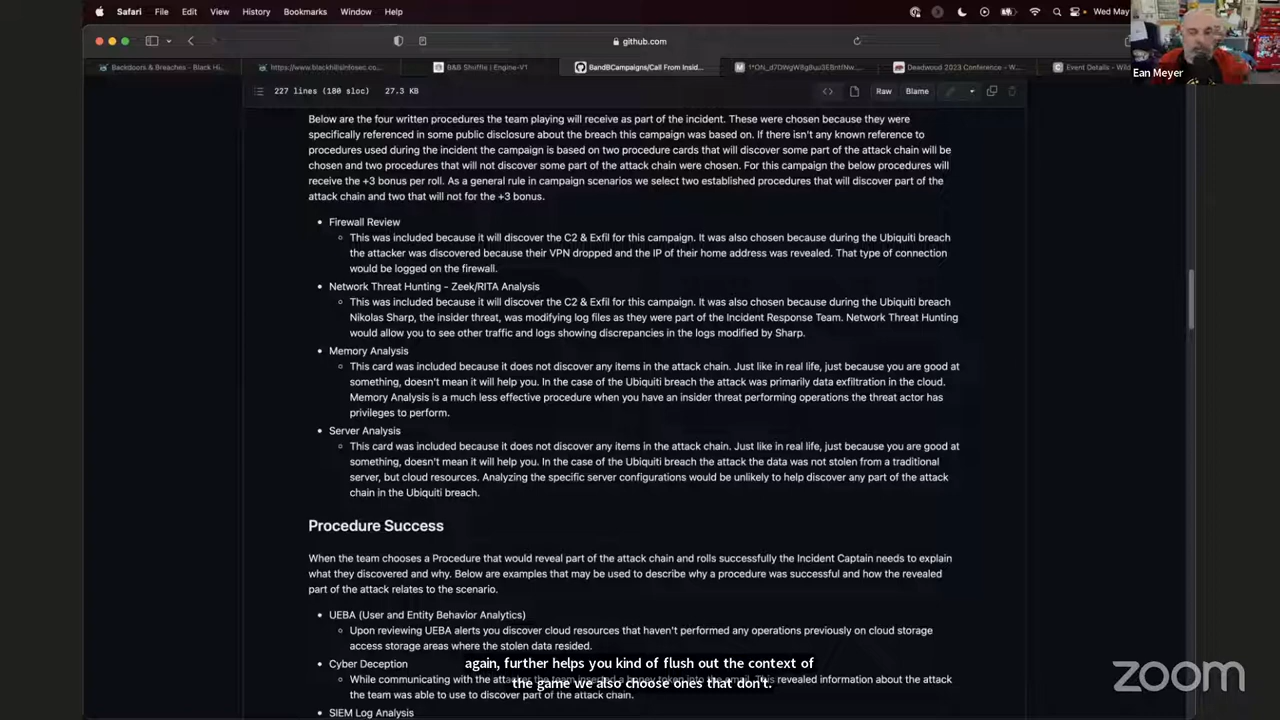 Safari File Edit View History Bookmarks Window Help
Wed May
github.com
Backdoors & Breaches - Black Hi...
https://www.blackhillsinfosec.co...
B&B Shuffle | Engine-V1
BandBCampaigns/Call From Insid...
Deadwood 2023 Conference - W...
Event Details - Wild
Ean Meyer
227 lines (180 sloc) 27.3 KB
Raw Blame
Below are the four written procedures the team playing will receive as part of the incident. These were chosen because they were
specifically referenced in some public disclosure about the breach this campaign was based on. If there isn't any known reference to
procedures used during the incident the campaign is based on two procedure cards that will discover some part of the attack chain will be
chosen and two procedures that will not discover some part of the attack chain were chosen. For this campaign the below procedures will
receive the +3 bonus per roll. As a general rule in campaign scenarios we select two established procedures that will discover part of the
attack chain and two that will not for the +3 bonus.
• Firewall Review
○ This was included because it will discover the C2 & Exfil for this campaign. It was also chosen because during the Ubiquiti breach
the attacker was discovered because their VPN dropped and the IP of their home address was revealed. That type of connection
would be logged on the firewall.
• Network Threat Hunting - Zeek/RITA Analysis
○ This was included because it will discover the C2 & Exfil for this campaign. It was also chosen because during the Ubiquiti breach
Nikolas Sharp, the insider threat, was modifying log files as they were part of the Incident Response Team. Network Threat Hunting
would allow you to see other traffic and logs showing discrepancies in the logs modified by Sharp.
• Memory Analysis
○ This card was included because it does not discover any items in the attack chain. Just like in real life, just because you are good at
something, doesn't mean it will help you. In the case of the Ubiquiti breach the attack was primarily data exfiltration in the cloud.
Memory Analysis is a much less effective procedure when you have an insider threat performing operations the threat actor has
privileges to perform.
• Server Analysis
○ This card was included because it does not discover any items in the attack chain. Just like in real life, just because you are good at
something, doesn't mean it will help you. In the case of the Ubiquiti breach the attack the data was not stolen from a traditional
server, but cloud resources. Analyzing the specific server configurations would be unlikely to help discover any part of the attack
chain in the Ubiquiti breach.
Procedure Success
When the team chooses a Procedure that would reveal part of the attack chain and rolls successfully the Incident Captain needs to explain
what they discovered and why. Below are examples that may be used to describe why a procedure was successful and how the revealed
part of the attack relates to the scenario.
• UEBA (User and Entity Behavior Analytics)
○ Upon reviewing UEBA alerts you discover cloud resources that haven't performed any operations previously on cloud storage
access storage areas where the stolen data resided.
• Cyber Deception
again, further helps you kind of flush out the context of
○ While communicating with the revealed information about the attack
the game we also choose ones that don't.
the team was able to use to discover part of the attack chain.
• SIEM Log Analysis
zoom